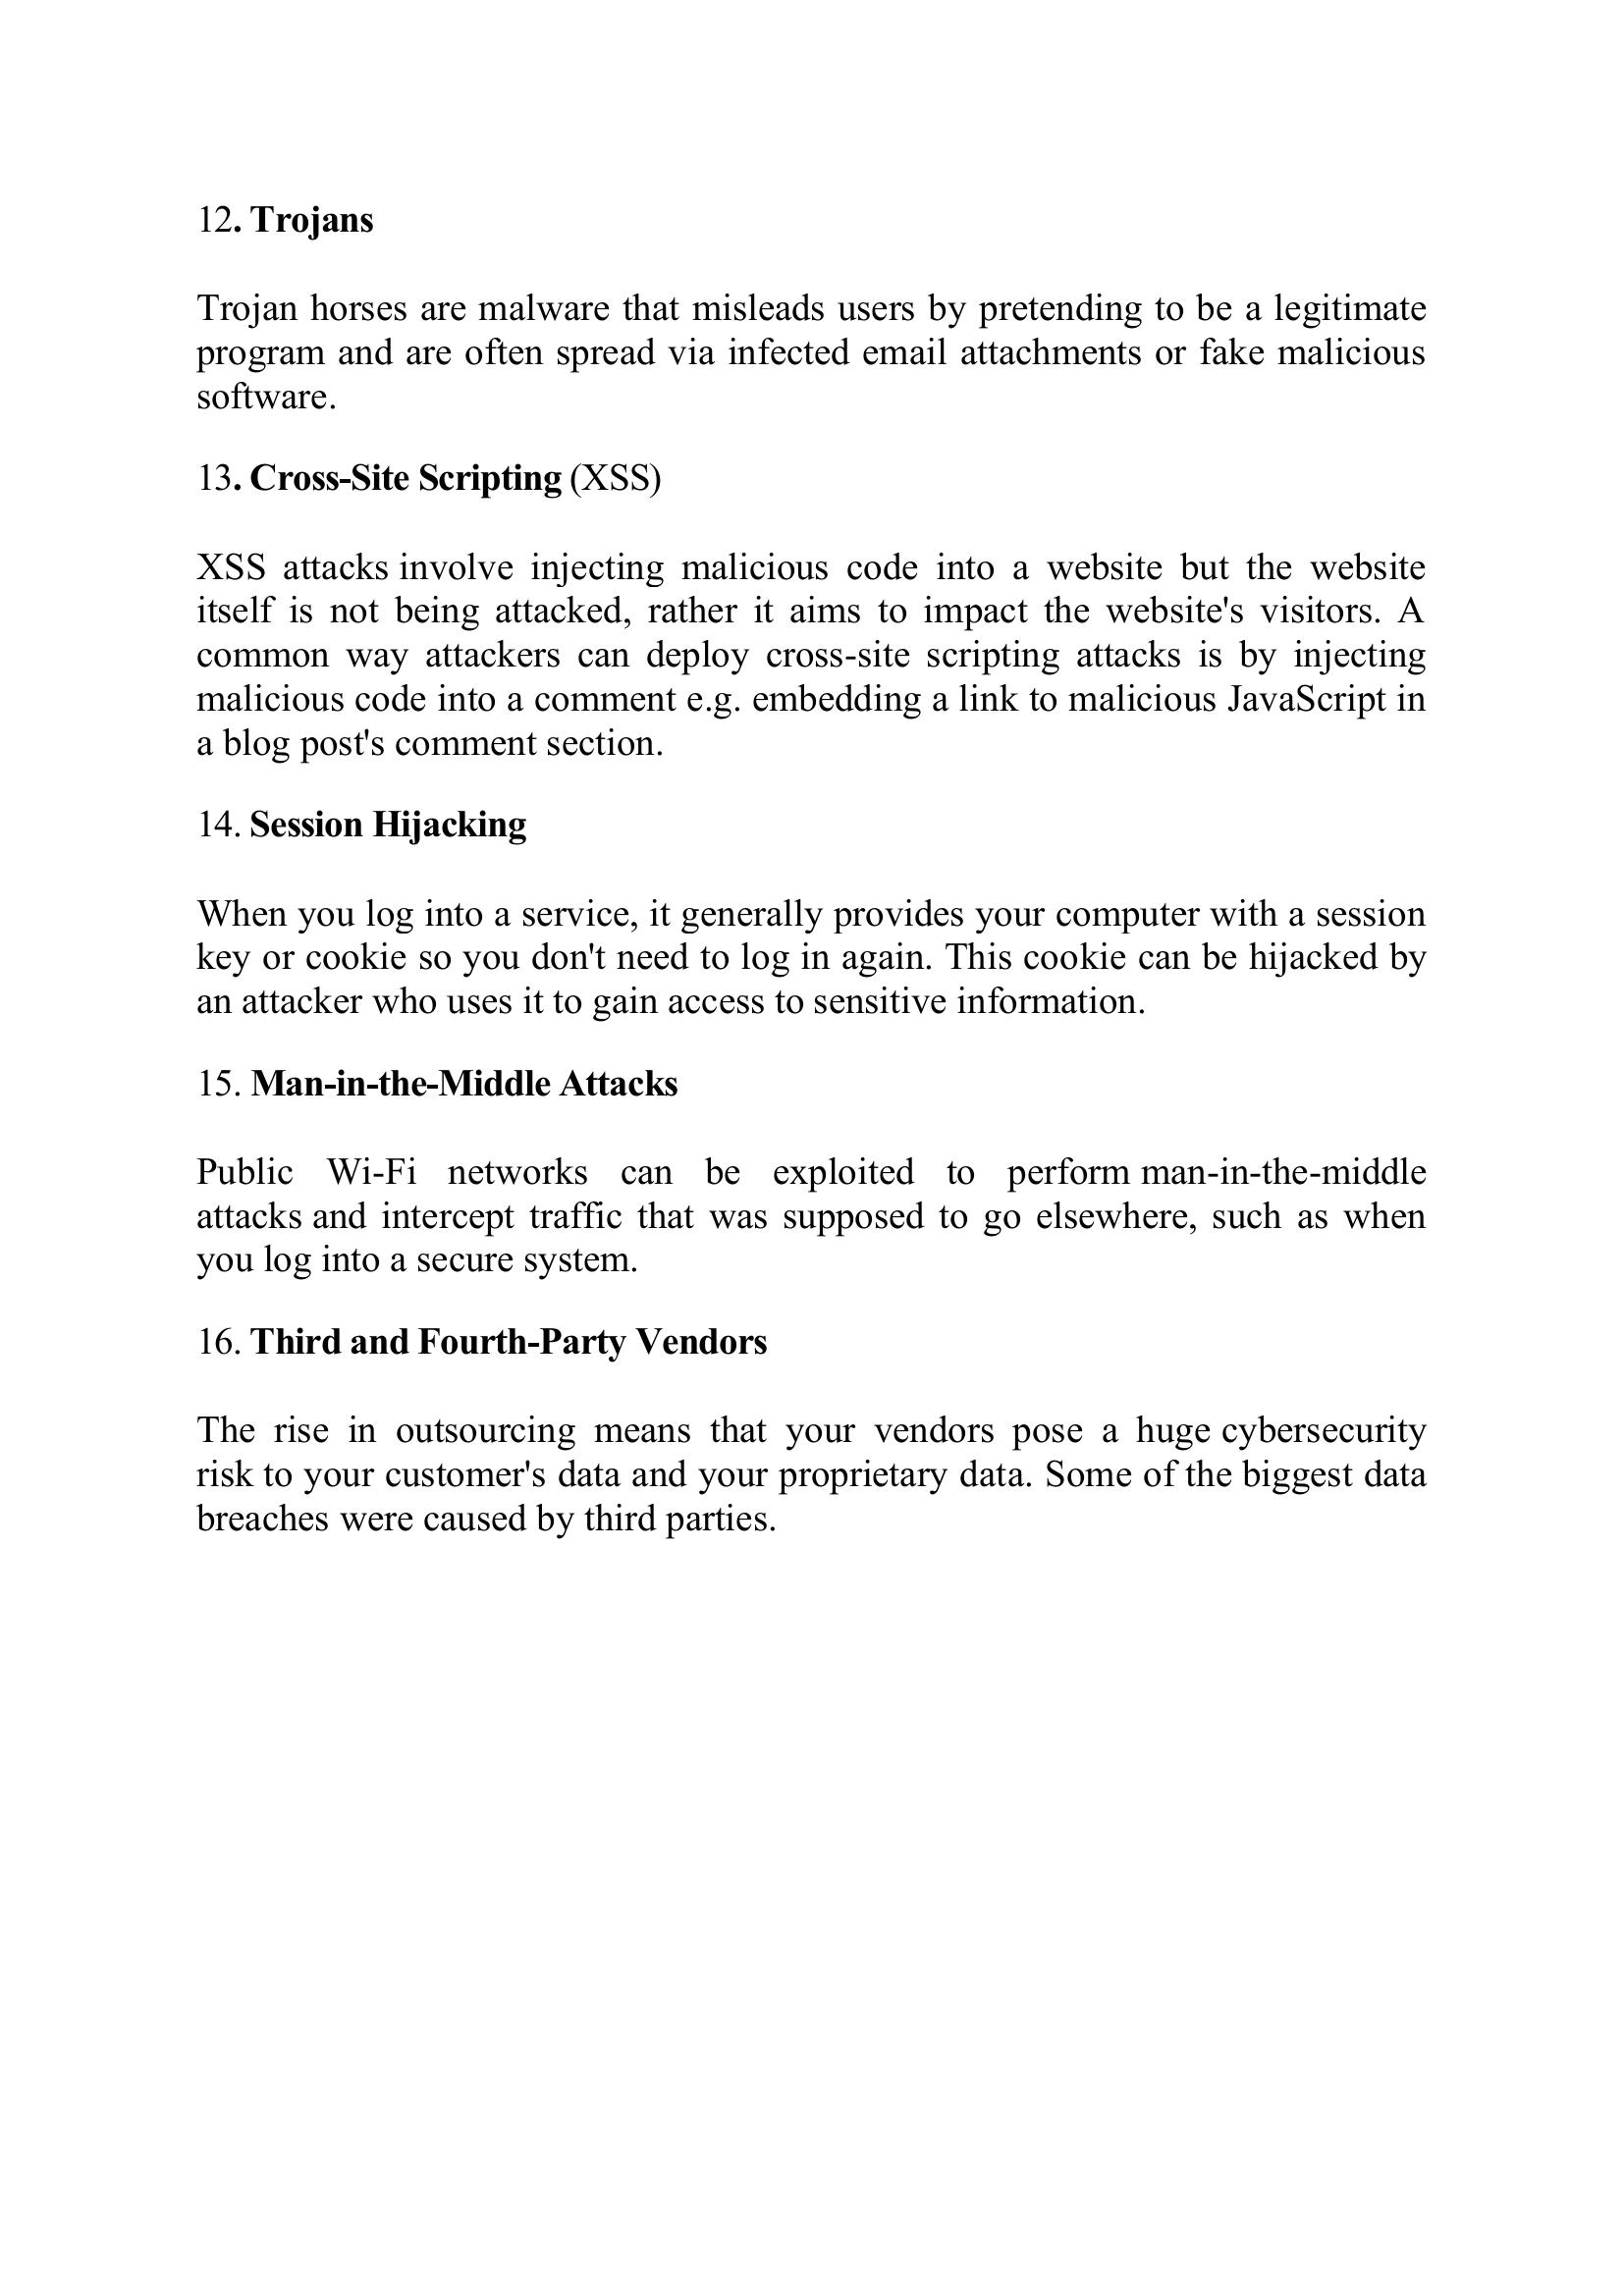 12. Trojans
Trojan horses are malware that misleads users by pretending to be a legitimate
program and are often spread via infected email attachments or fake malicious
software.
13. Cross-Site Scripting (XSS)
XSS attacks involve injecting malicious code into a website but the website
itself is not being attacked, rather it aims to impact the website's visitors. A
common way attackers can deploy cross-site scripting attacks is by injecting
malicious code into a comment e.g. embedding a link to malicious JavaScript in
a blog post's comment section.
14. Session Hijacking
When you log into a service, it generally provides your computer with a session
key or cookie so you don't need to log in again. This cookie can be hijacked by
an attacker who uses it to gain access to sensitive information.
15. Man-in-the-Middle Attacks
Public Wi-Fi networks can be exploited to perform man-in-the-middle
attacks and intercept traffic that was supposed to go elsewhere, such as when
you log into a secure system.
16. Third and Fourth-Party Vendors
The rise in outsourcing means that your vendors pose a huge cybersecurity
risk to your customer's data and your proprietary data. Some of the biggest data
breaches were caused by third parties.